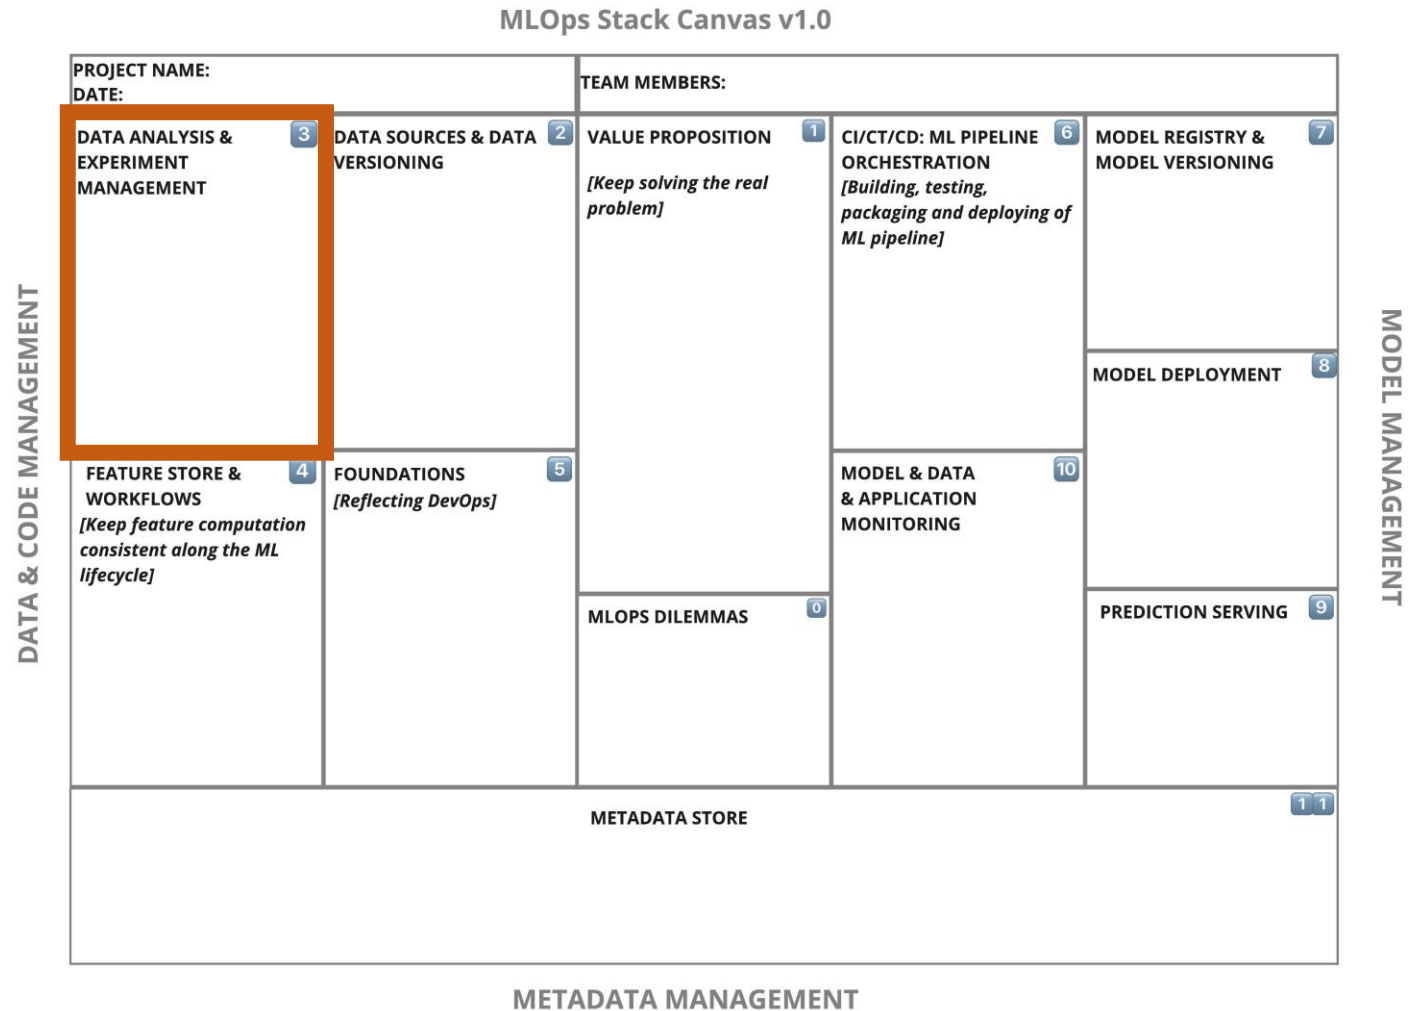 MLOps Stack Canvas v1.0
PROJECT NAME:
DATE:
TEAM MEMBERS:
DATA ANALYSIS &
EXPERIMENT
MANAGEMENT
3
DATA SOURCES & DATA
VERSIONING
2
VALUE PROPOSITION
1
[Keep solving the real
problem]
CI/CT/CD: ML PIPELINE
ORCHESTRATION
6
[Building, testing,
packaging and deploying of
ML pipeline]
MODEL REGISTRY &
MODEL VERSIONING
7
MODEL DEPLOYMENT
8
FEATURE STORE &
WORKFLOWS
4
[Keep feature computation
consistent along the ML
lifecycle]
FOUNDATIONS
5
[Reflecting DevOps]
MLOPS DILEMMAS
0
MODEL & DATA
& APPLICATION
MONITORING
10
PREDICTION SERVING
9
METADATA STORE
11
DATA & CODE MANAGEMENT
MODEL MANAGEMENT
METADATA MANAGEMENT